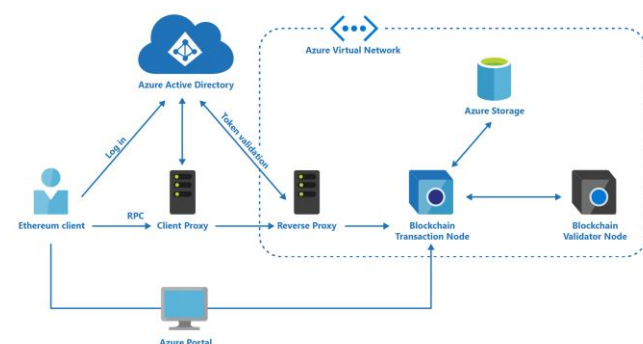 Azure Virtual Network
Azure Active Directory
Azure Storage
Log in
Token validation
RPC
Ethereum client
Client Proxy
Reverse Proxy
Blockchain
Transaction Node
Blockchain
Validator Node
Azure Portal